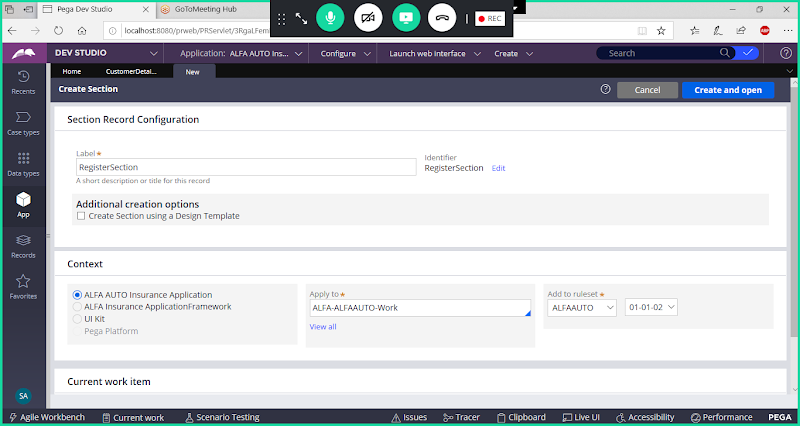 Pega Dev Studio
GoToMeeting Hub
REC
localhost:8080/prweb/PRServlet/3RgaLFem
ABP
DEV STUDIO
Application: ALFA AUTO Ins...
Configure
Launch web interface
Create
Search
Home
CustomerDetai...
New
Create Section
Cancel
Create and open
Recents
Case types
Data types
App
Records
Favorites
SA
Section Record Configuration
Label
Identifier
RegisterSection
RegisterSection
Edit
A short description or title for this record
Additional creation options
Create Section using a Design Template
Context
ALFA AUTO Insurance Application
ALFA Insurance ApplicationFramework
UI Kit
Pega Platform
Apply to
ALFA-ALFAAUTO-Work
View all
Add to ruleset
ALFAAUTO
01-01-02
Current work item
Agile Workbench
Current work
Scenario Testing
Issues
Tracer
Clipboard
Live UI
Accessibility
Performance
PEGA